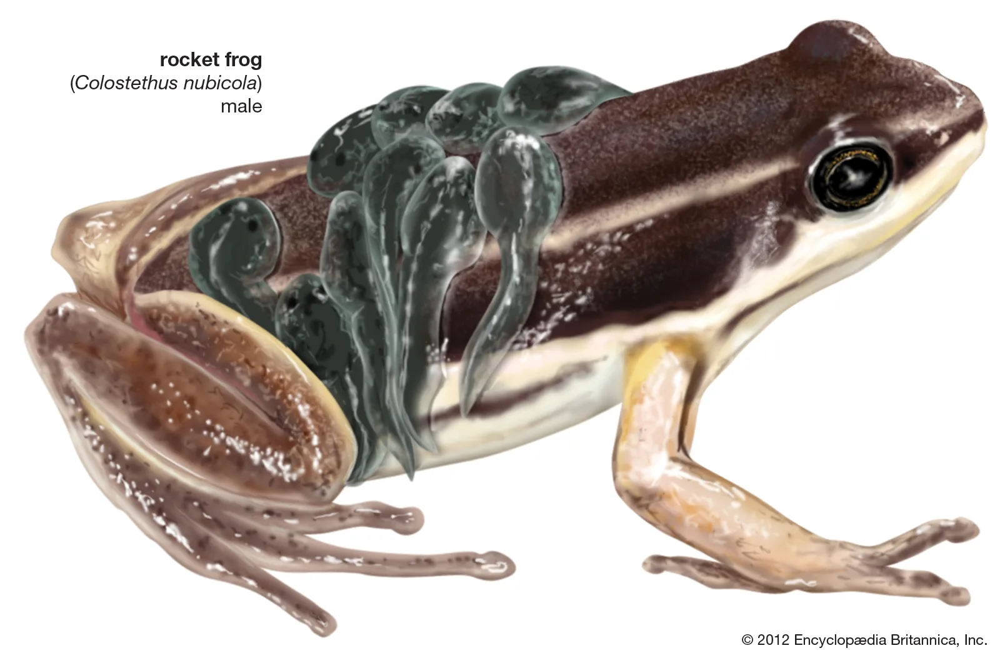 rocket frog
(Colostethus nubicola)
male
© 2012 Encyclopædia Britannica, Inc.